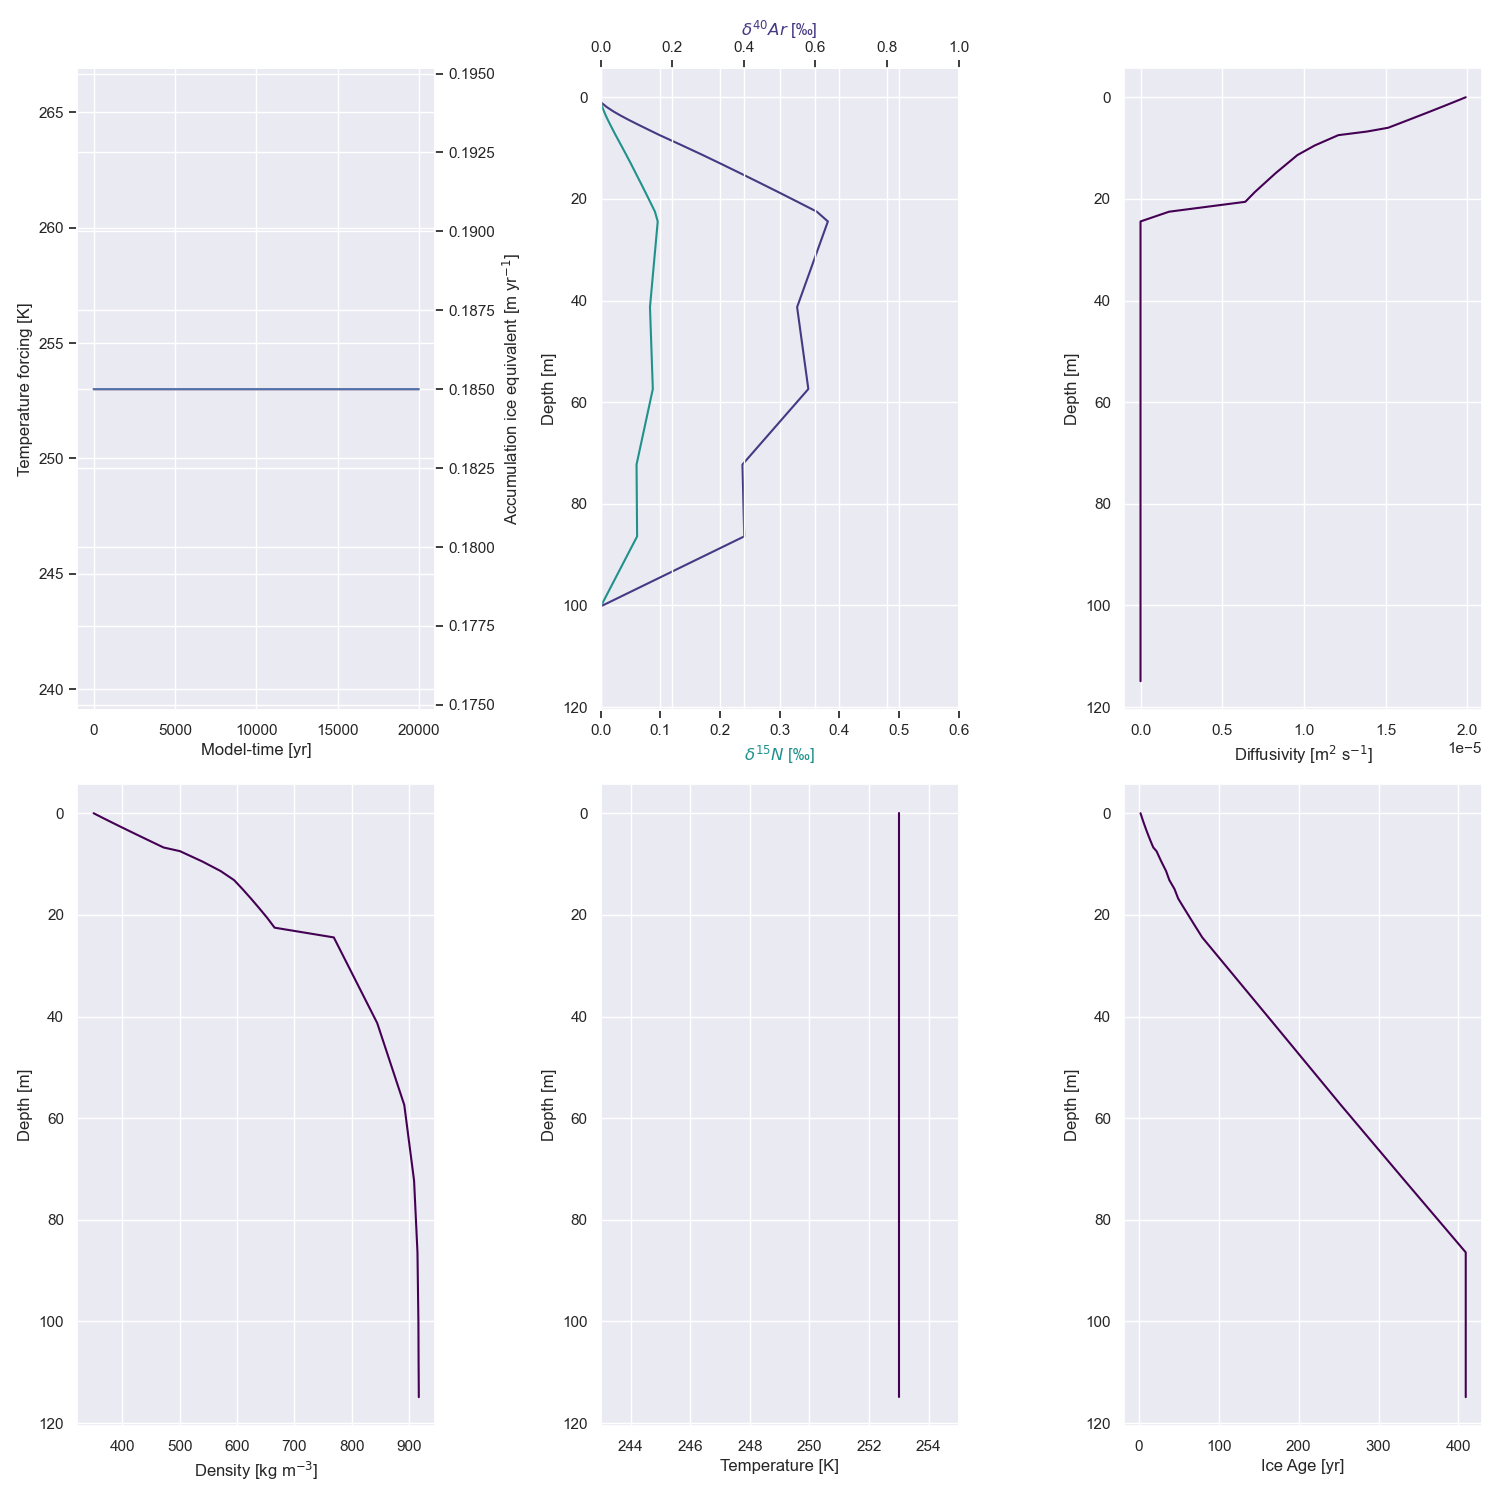 δ⁴⁰Ar [‰]
0.0 0.2 0.4 0.6 0.8 1.0
265
260
255
250
245
240
Temperature forcing [K]
0 5000 10000 15000 20000
Model-time [yr]
0.1950
0.1925
0.1900
0.1875
0.1850
0.1825
0.1800
0.1775
0.1750
Accumulation ice equivalent [m yr⁻¹]
0
20
40
60
80
100
120
Depth [m]
0.0 0.1 0.2 0.3 0.4 0.5 0.6
δ¹⁵N [‰]
0
20
40
60
80
100
120
Depth [m]
0.0 0.5 1.0 1.5 2.0
1e−5
Diffusivity [m² s⁻¹]
0
20
40
60
80
100
120
Depth [m]
400 500 600 700 800 900
Density [kg m⁻³]
0
20
40
60
80
100
120
Depth [m]
244 246 248 250 252 254
Temperature [K]
0
20
40
60
80
100
120
Depth [m]
0 100 200 300 400
Ice Age [yr]